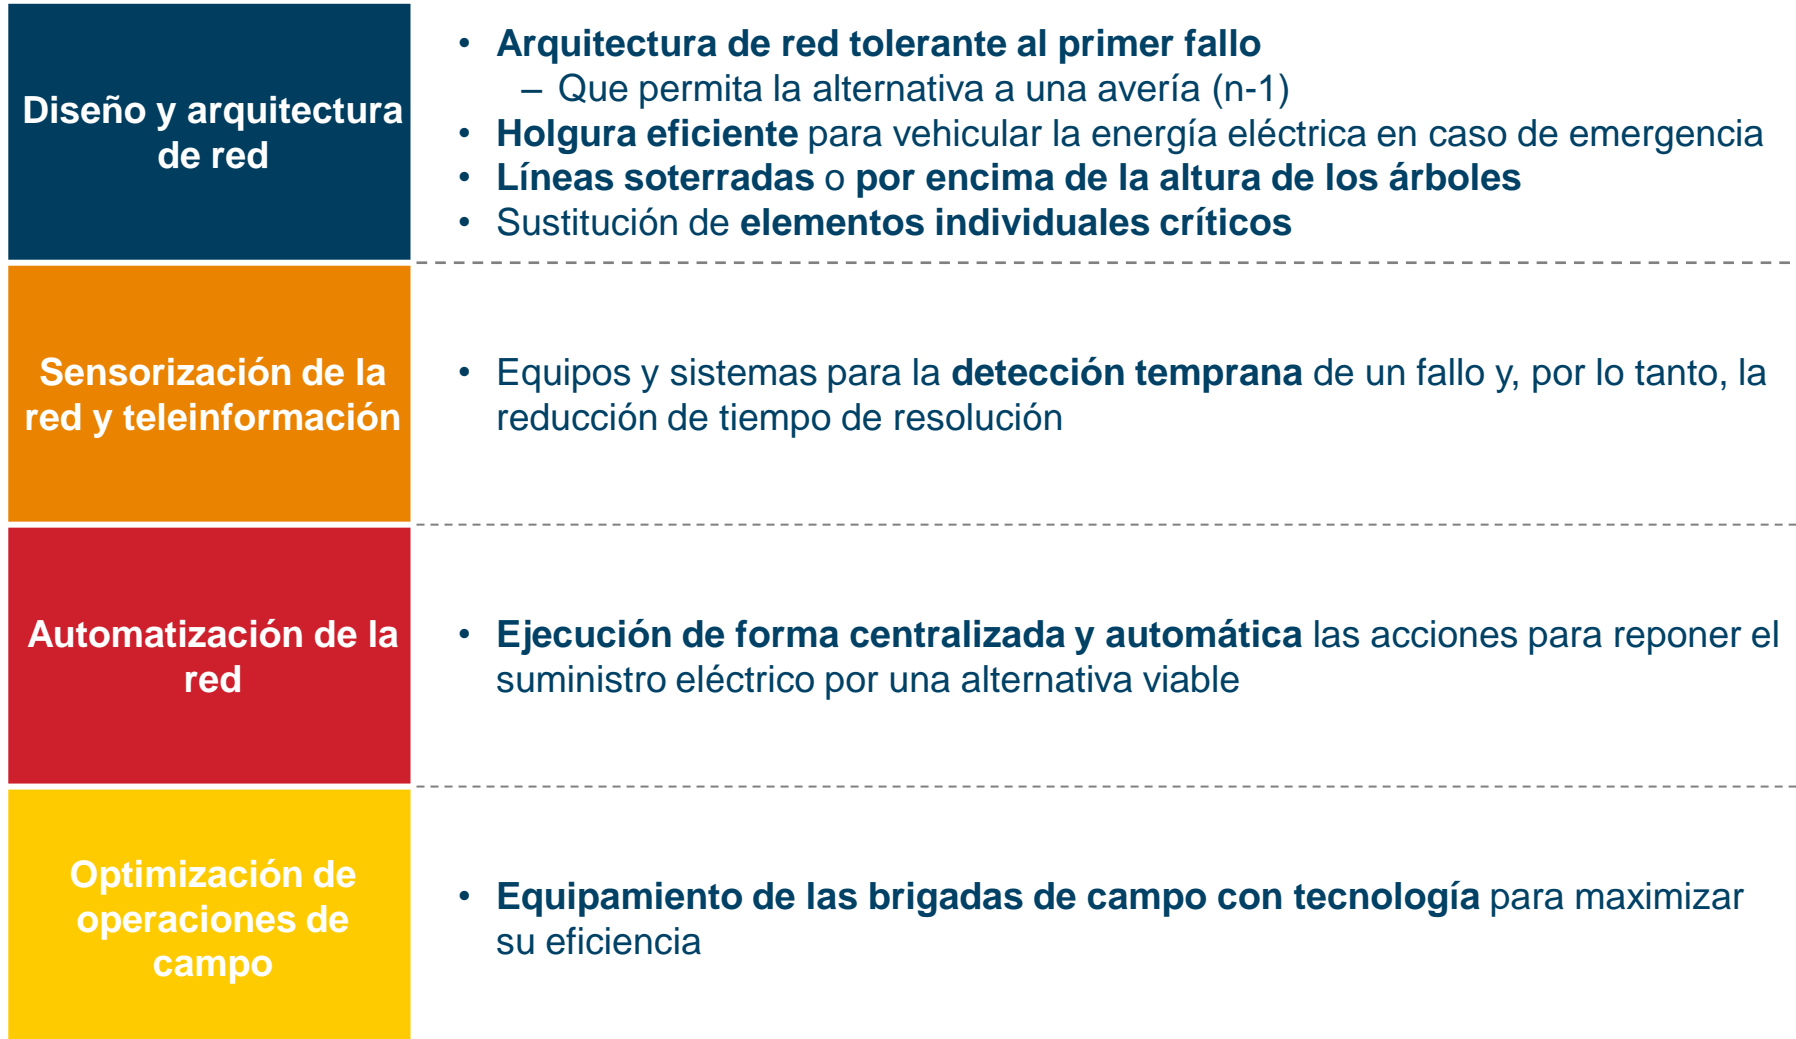 Diseño y arquitectura
de red
• Arquitectura de red tolerante al primer fallo
– Que permita la alternativa a una avería (n-1)
• Holgura eficiente para vehicular la energía eléctrica en caso de emergencia
• Líneas soterradas o por encima de la altura de los árboles
• Sustitución de elementos individuales críticos
Sensorización de la
red y teleinformación
• Equipos y sistemas para la detección temprana de un fallo y, por lo tanto, la
reducción de tiempo de resolución
Automatización de la
red
• Ejecución de forma centralizada y automática las acciones para reponer el
suministro eléctrico por una alternativa viable
Optimización de
operaciones de
campo
• Equipamiento de las brigadas de campo con tecnología para maximizar
su eficiencia